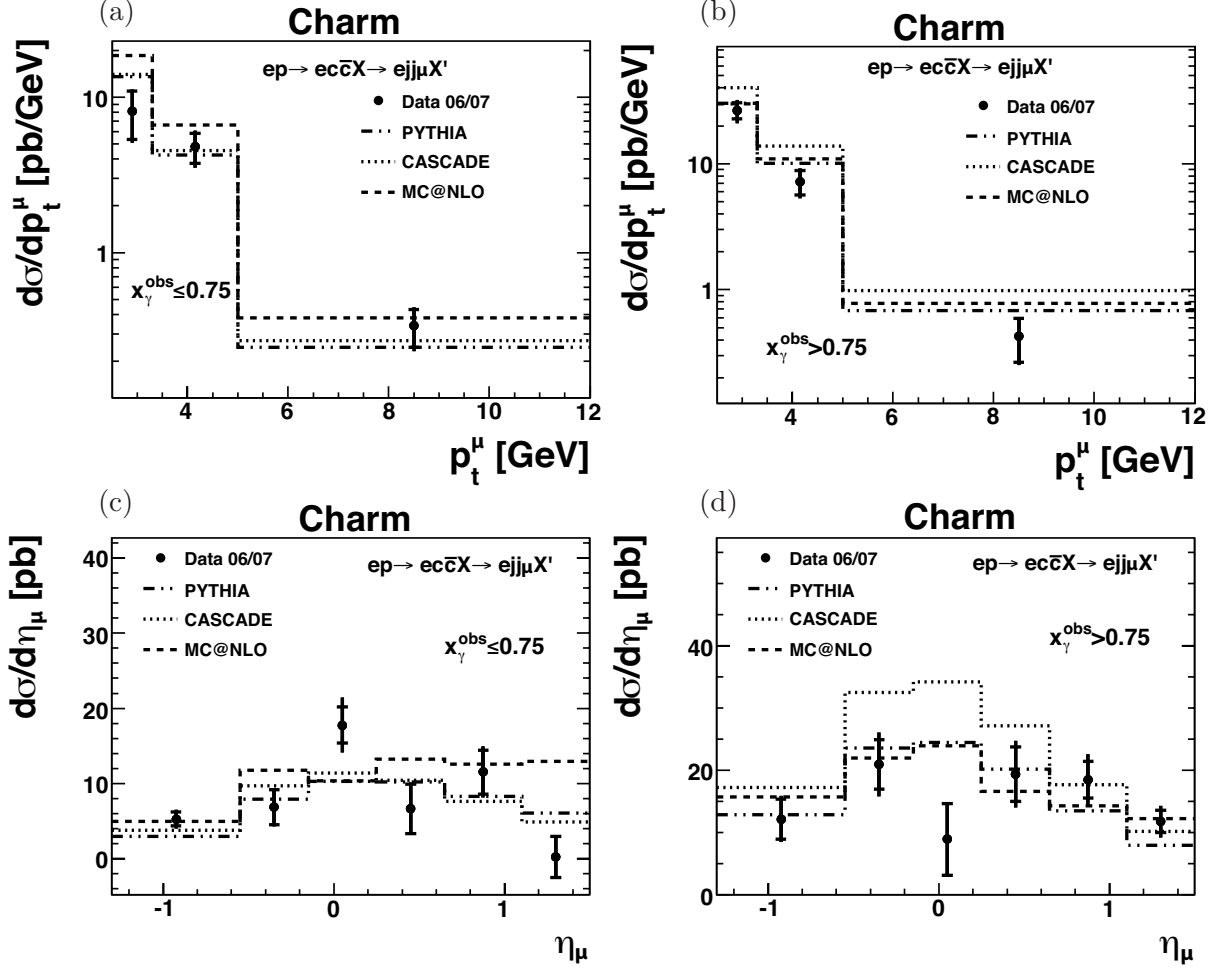 (a)
Charm
dσ/dp_t^μ [pb/GeV]
ep→ ecc̅X→ ejjμX'
Data 06/07
PYTHIA
CASCADE
MC@NLO
x_γ^obs≤0.75
10
1
4 6 8 10 12
p_t^μ [GeV]
(b)
Charm
dσ/dp_t^μ [pb/GeV]
ep→ ecc̅X→ ejjμX'
Data 06/07
PYTHIA
CASCADE
MC@NLO
x_γ^obs>0.75
10
1
4 6 8 10 12
p_t^μ [GeV]
(c)
Charm
dσ/dη_μ [pb]
Data 06/07
PYTHIA
CASCADE
MC@NLO
ep→ ecc̅X→ ejjμX'
x_γ^obs≤0.75
40
30
20
10
0
-1 0 1
η_μ
(d)
Charm
dσ/dη_μ [pb]
Data 06/07
PYTHIA
CASCADE
MC@NLO
ep→ ecc̅X→ ejjμX'
x_γ^obs>0.75
40
20
0
-1 0 1
η_μ